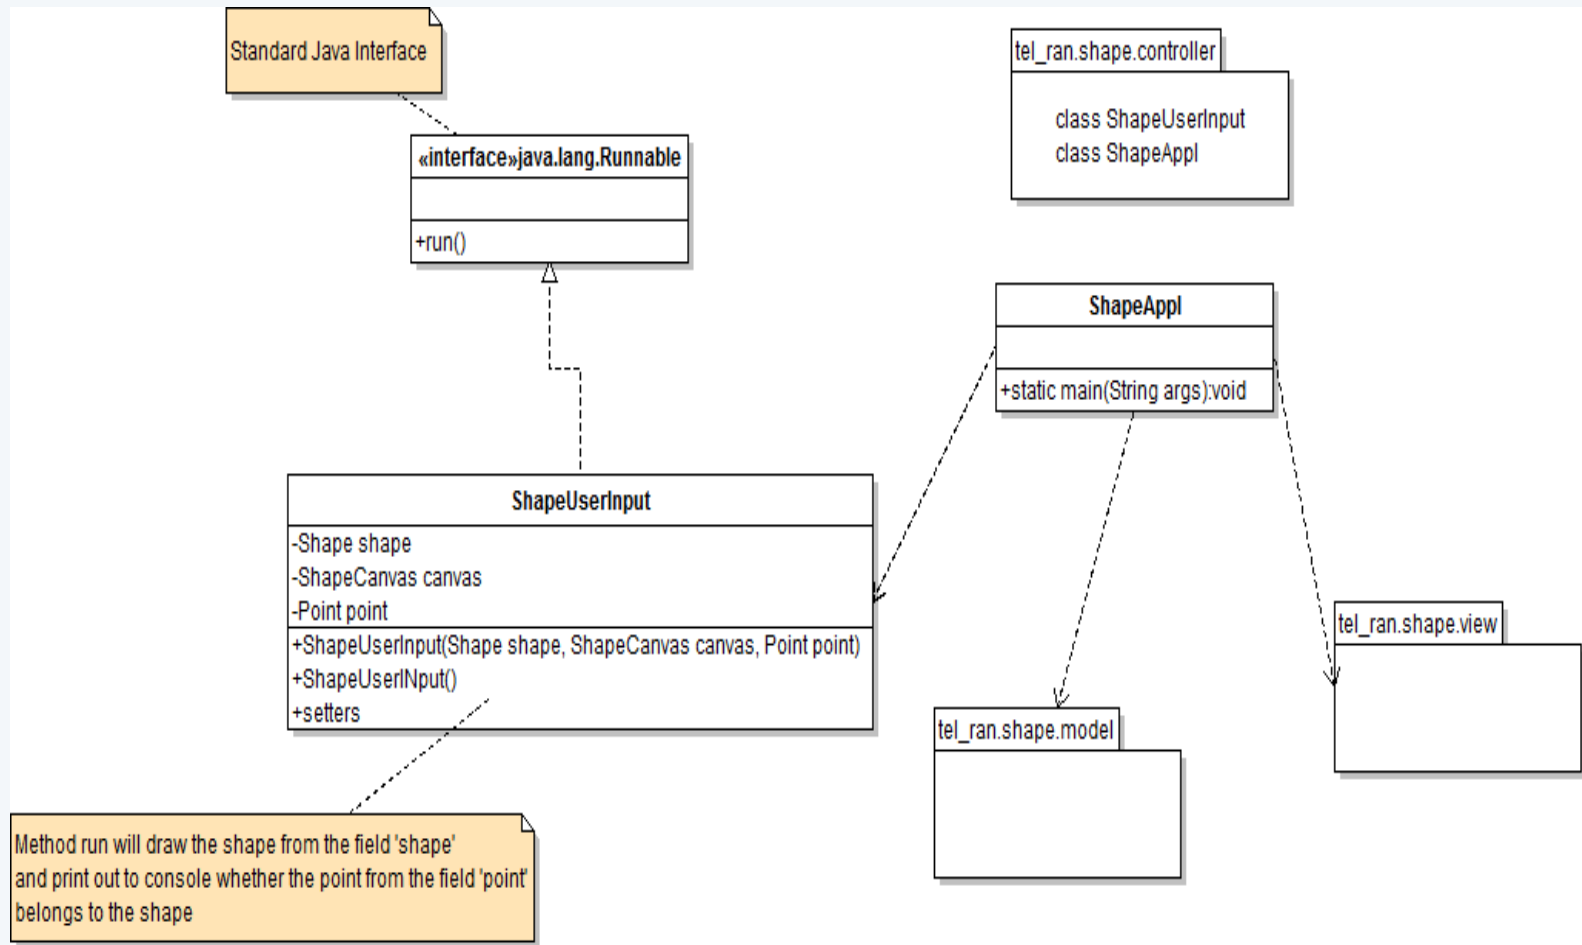 Standard Java Interface
tel_ran.shape.controller
class ShapeUserInput
class ShapeAppl
«interface»java.lang.Runnable
+run()
ShapeAppl
+static main(String args):void
ShapeUserInput
-Shape shape
-ShapeCanvas canvas
-Point point
+ShapeUserInput(Shape shape, ShapeCanvas canvas, Point point)
+ShapeUserINput()
+setters
tel_ran.shape.view
tel_ran.shape.model
Method run will draw the shape from the field 'shape'
and print out to console whether the point from the field 'point'
belongs to the shape